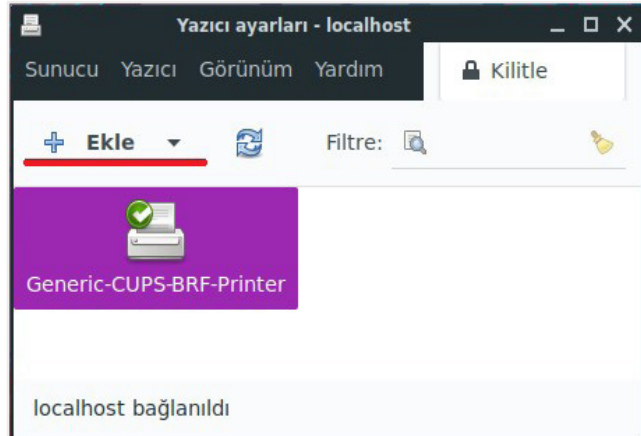 Yazıcı ayarları - localhost
Sunucu Yazıcı Görünüm Yardım Kilitle
Ekle Filtre:
Generic-CUPS-BRF-Printer
localhost bağlanıldı